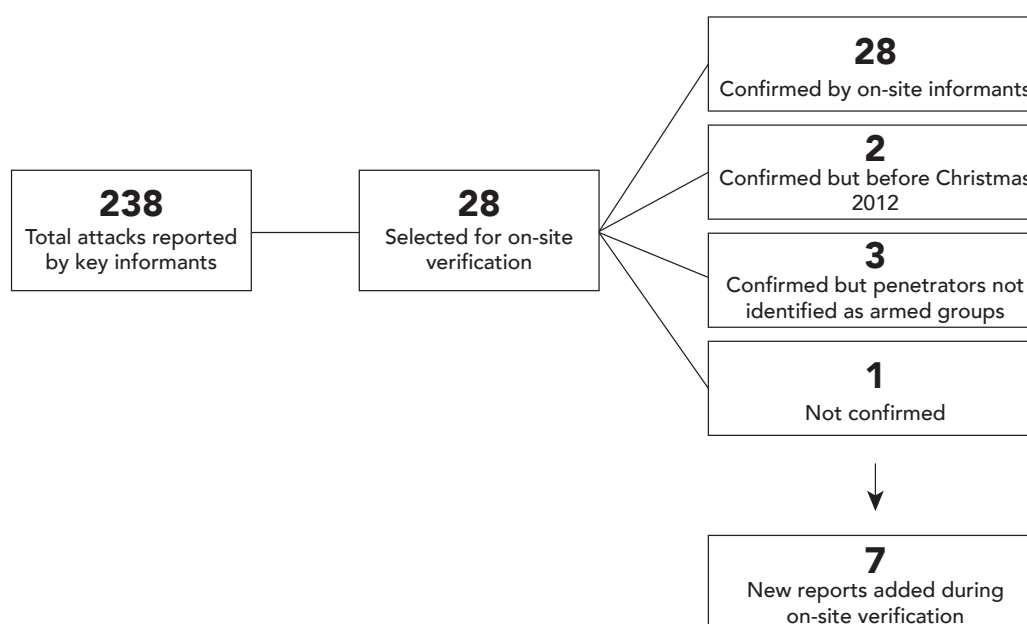 238
Total attacks reported
by key informants
28
Selected for on-site
verification
28
Confirmed by on-site informants
2
Confirmed but before Christmas
2012
3
Confirmed but penetrators not
identified as armed groups
1
Not confirmed
7
New reports added during
on-site verification